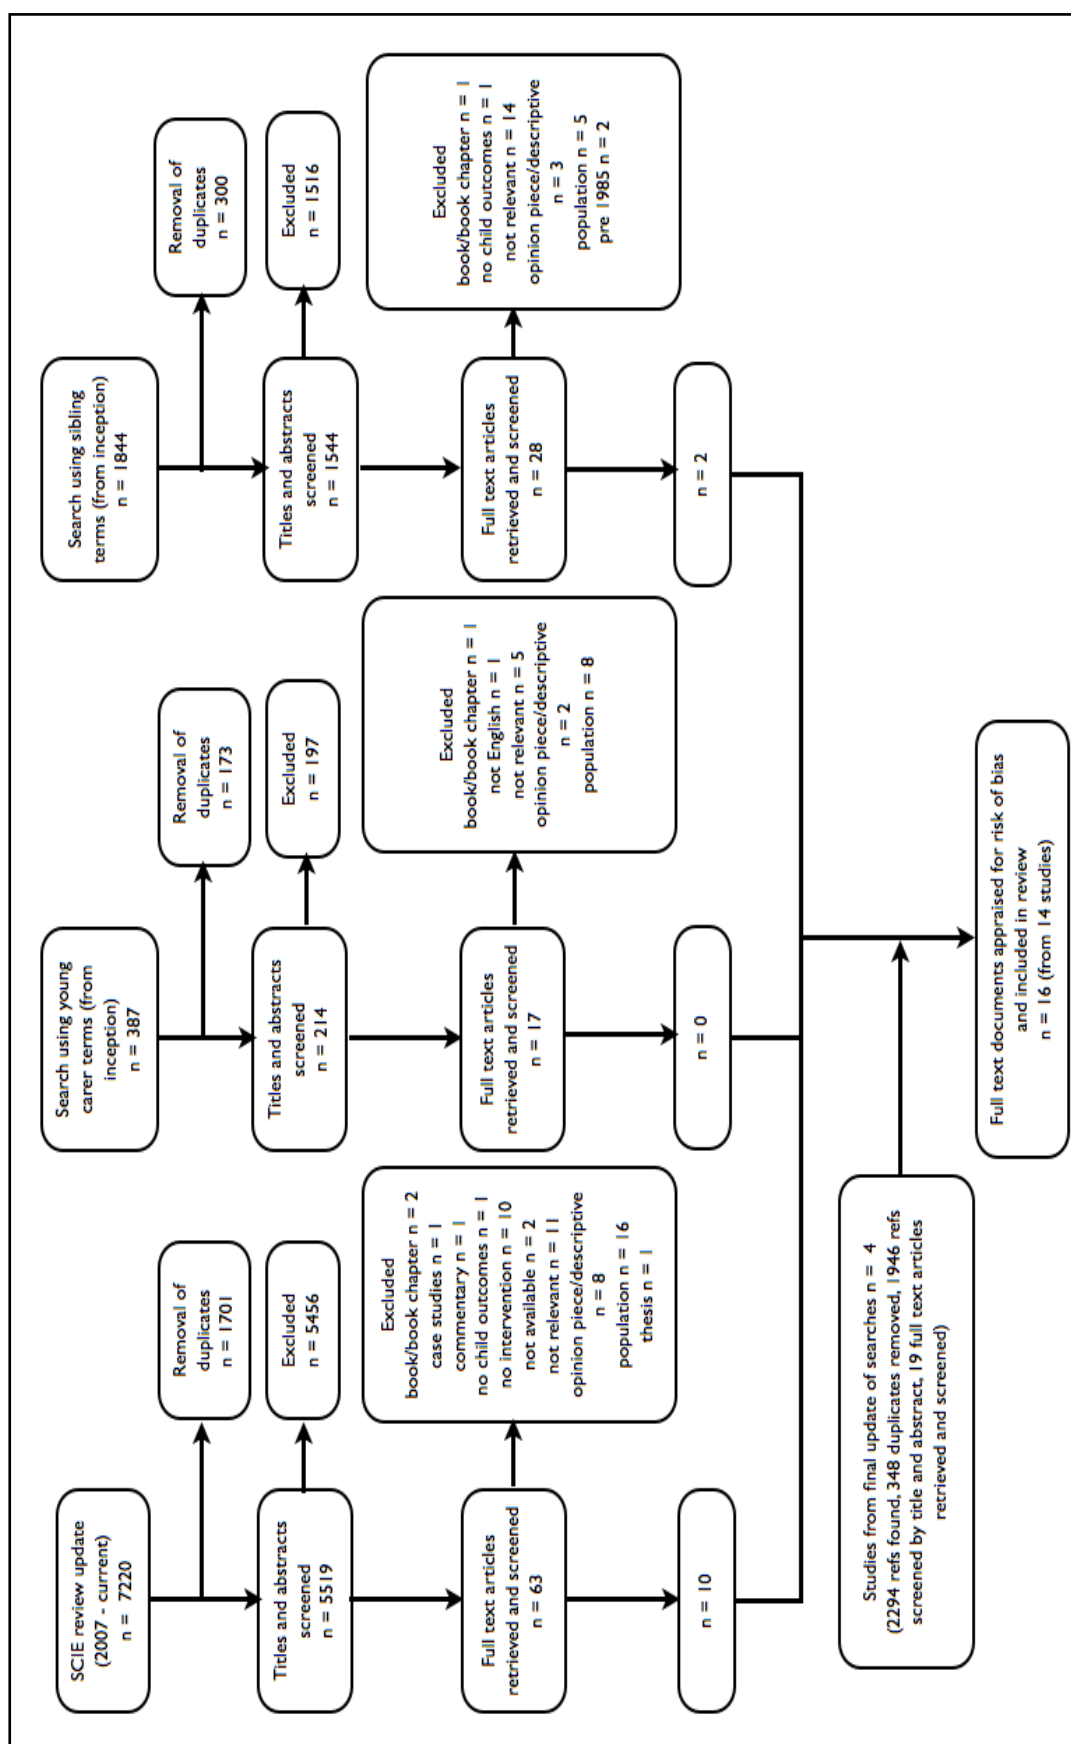 SCIE review update
(2007 - current)
n = 7220
Removal of
duplicates
n = 1701
Titles and abstracts
screened
n = 5519
Excluded
n = 5456
Full text articles
retrieved and screened
n = 63
Excluded
book/book chapter n = 2
case studies n = 1
commentary n = 1
no child outcomes n = 1
no intervention n = 10
not available n = 2
not relevant n = 11
opinion piece/descriptive
n = 8
population n = 16
thesis n = 1
n = 10
Search using young
carer terms (from
inception)
n = 387
Removal of
duplicates
n = 173
Titles and abstracts
screened
n = 214
Excluded
n = 197
Full text articles
retrieved and screened
n = 17
Excluded
book/book chapter n = 1
not English n = 1
not relevant n = 5
opinion piece/descriptive
n = 2
population n = 8
n = 0
Search using sibling
terms (from inception)
n = 1844
Removal of
duplicates
n = 300
Titles and abstracts
screened
n = 1544
Excluded
n = 1516
Full text articles
retrieved and screened
n = 28
Excluded
book/book chapter n = 1
no child outcomes n = 1
not relevant n = 14
opinion piece/descriptive
n = 3
population n = 5
pre 1985 n = 2
n = 2
Studies from final update of searches n = 4
(2294 refs found, 348 duplicates removed, 1946 refs
screened by title and abstract, 19 full text articles
retrieved and screened)
Full text documents appraised for risk of bias
and included in review
n = 16 (from 14 studies)